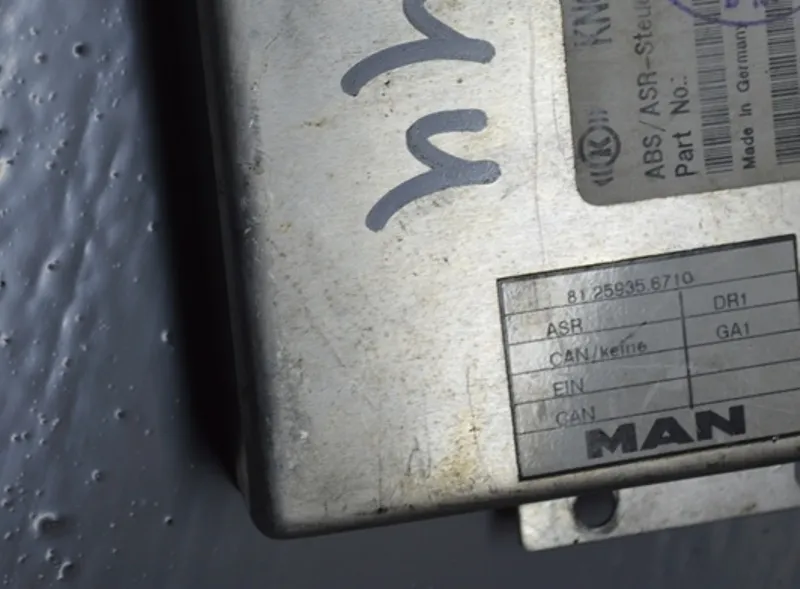 KNO
ABS/ASR-Steu
Part No.:
Made In Germany
81.25935.6710
ASR DR1
CAN/keine GA1
EIN
CAN
MAN